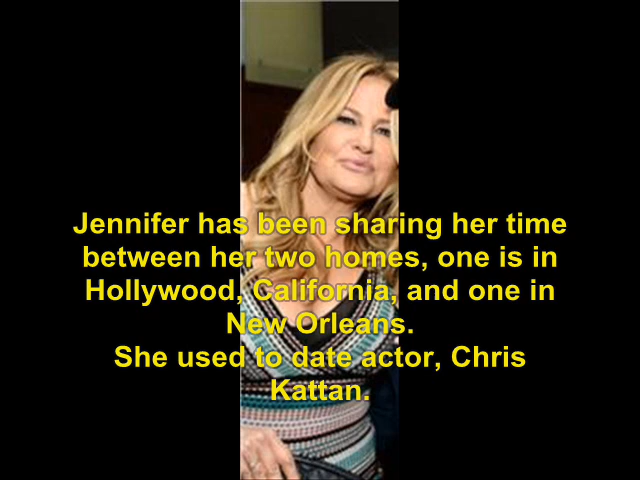 Jennifer has been sharing her time
between her two homes, one is in
Hollywood, California, and one in
New Orleans.
She used to date actor, Chris
Kattan.